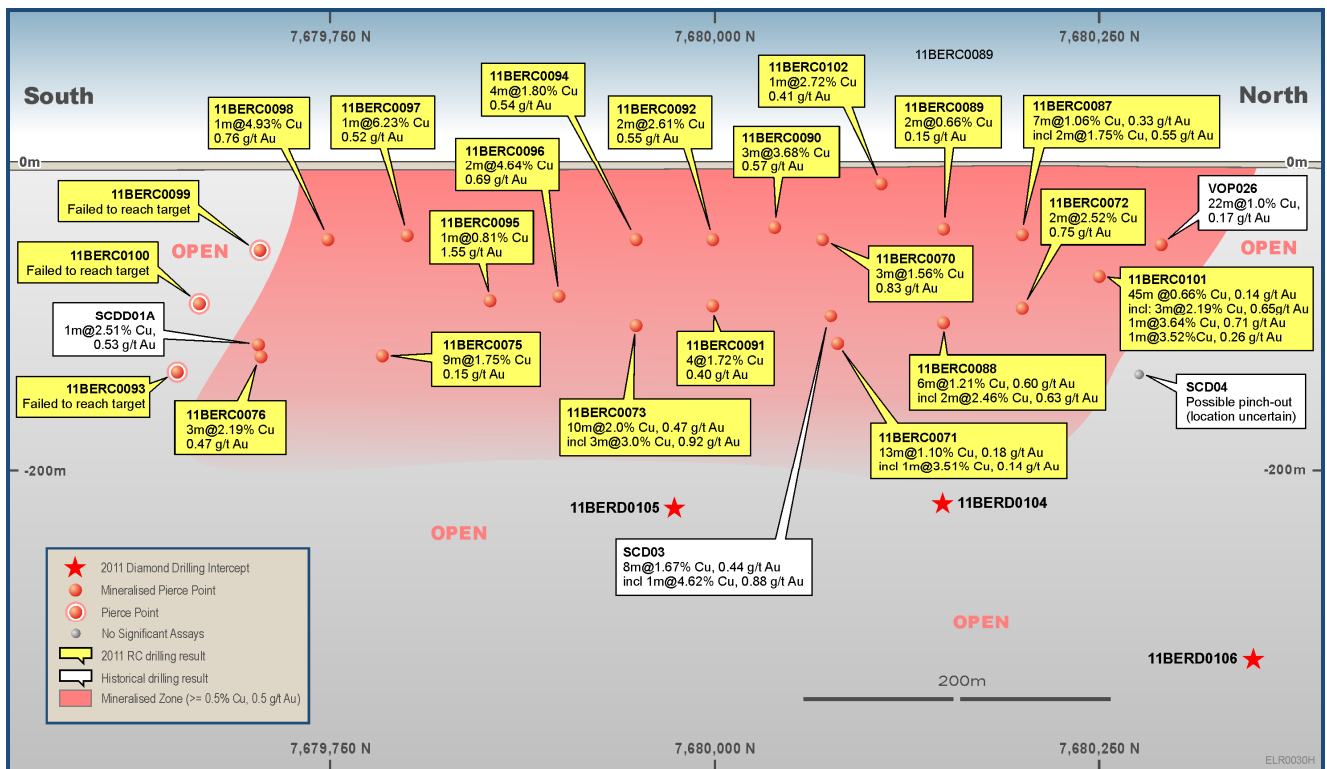 7,679,750 N
7,680,000 N
7,680,250 N
11BERC0089
South
North
0m
0m
11BERC0098
1m@4.93% Cu
0.76 g/t Au
11BERC0097
1m@6.23% Cu
0.52 g/t Au
11BERC0094
4m@1.80% Cu
0.54 g/t Au
11BERC0096
2m@4.64% Cu
0.69 g/t Au
11BERC0092
2m@2.61% Cu
0.55 g/t Au
11BERC0090
3m@3.68% Cu
0.57 g/t Au
11BERC0102
1m@2.72% Cu
0.41 g/t Au
11BERC0089
2m@0.66% Cu
0.15 g/t Au
11BERC0087
7m@1.06% Cu, 0.33 g/t Au
incl 2m@1.75% Cu, 0.55 g/t Au
11BERC0099
Failed to reach target
OPEN
11BERC0100
Failed to reach target
SCDD01A
1m@2.51% Cu,
0.53 g/t Au
11BERC0093
Failed to reach target
11BERC0095
1m@0.81% Cu
1.55 g/t Au
11BERC0072
2m@2.52% Cu
0.75 g/t Au
VOP026
22m@1.0% Cu,
0.17 g/t Au
OPEN
11BERC0070
3m@1.56% Cu
0.83 g/t Au
11BERC0101
45m @0.66% Cu, 0.14 g/t Au
incl: 3m@2.19% Cu, 0.65g/t Au
1m@3.64% Cu, 0.71 g/t Au
1m@3.52%Cu, 0.26 g/t Au
11BERC0076
3m@2.19% Cu
0.47 g/t Au
11BERC0075
9m@1.75% Cu
0.15 g/t Au
11BERC0073
10m@2.0% Cu, 0.47 g/t Au
incl 3m@3.0% Cu, 0.92 g/t Au
11BERC0091
4@1.72% Cu
0.40 g/t Au
11BERC0088
6m@1.21% Cu, 0.60 g/t Au
incl 2m@2.46% Cu, 0.63 g/t Au
11BERC0071
13m@1.10% Cu, 0.18 g/t Au
incl 1m@3.51% Cu, 0.14 g/t Au
SCD04
Possible pinch-out
(location uncertain)
-200m
-200m
11BERD0105
11BERD0104
OPEN
SCD03
8m@1.67% Cu, 0.44 g/t Au
incl 1m@4.62% Cu, 0.88 g/t Au
OPEN
11BERD0106
200m
2011 Diamond Drilling Intercept
Mineralised Pierce Point
Pierce Point
No Significant Assays
2011 RC drilling result
Historical drilling result
Mineralised Zone (>= 0.5% Cu, 0.5 g/t Au)
7,679,750 N
7,680,000 N
7,680,250 N
ELR0030H